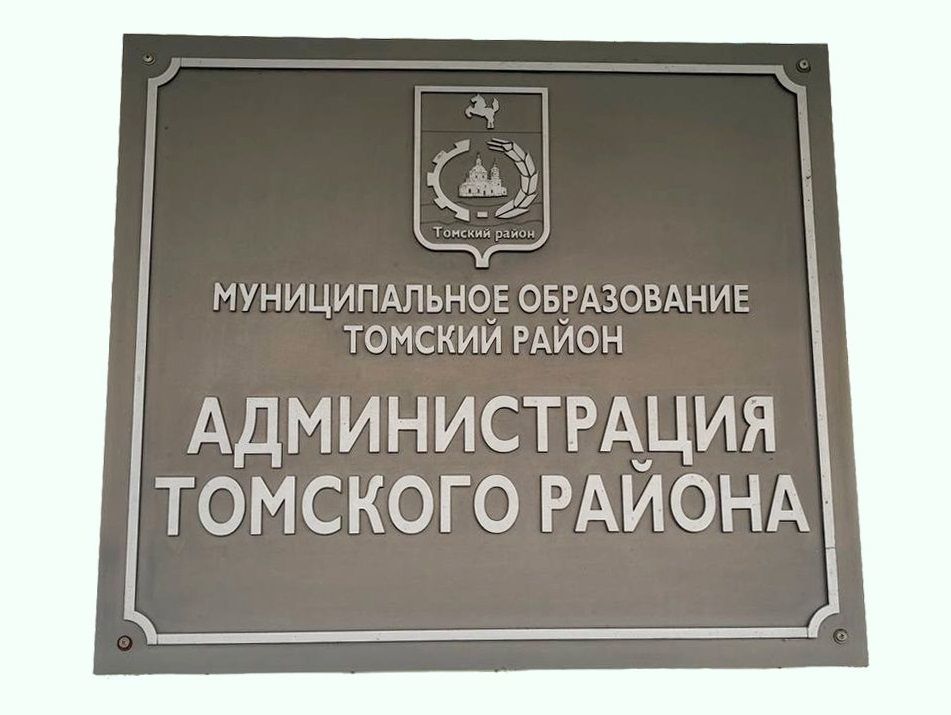 Томский район
МУНИЦИПАЛЬНОЕ ОБРАЗОВАНИЕ
ТОМСКИЙ РАЙОН
АДМИНИСТРАЦИЯ
ТОМСКОГО РАЙОНА